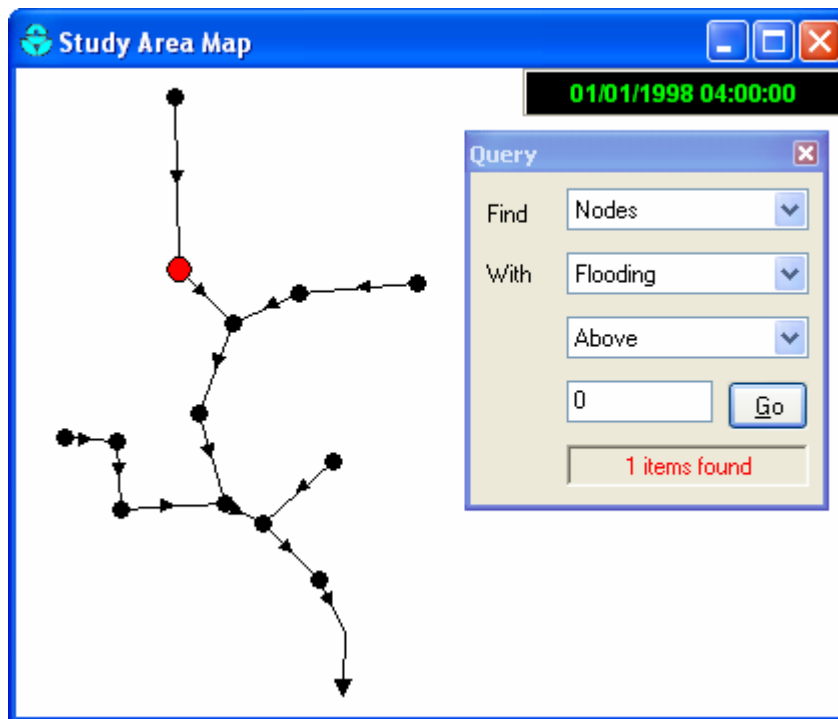 Study Area Map
01/01/1998 04:00:00
Query
Find Nodes
With Flooding
Above
0 Go
1 items found